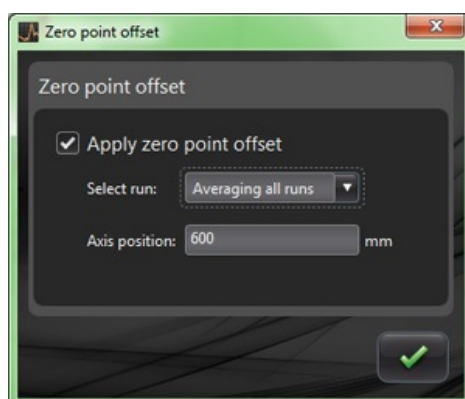 Zero point offset
Zero point offset
Apply zero point offset
Select run: Averaging all runs
Axis position: 600 mm